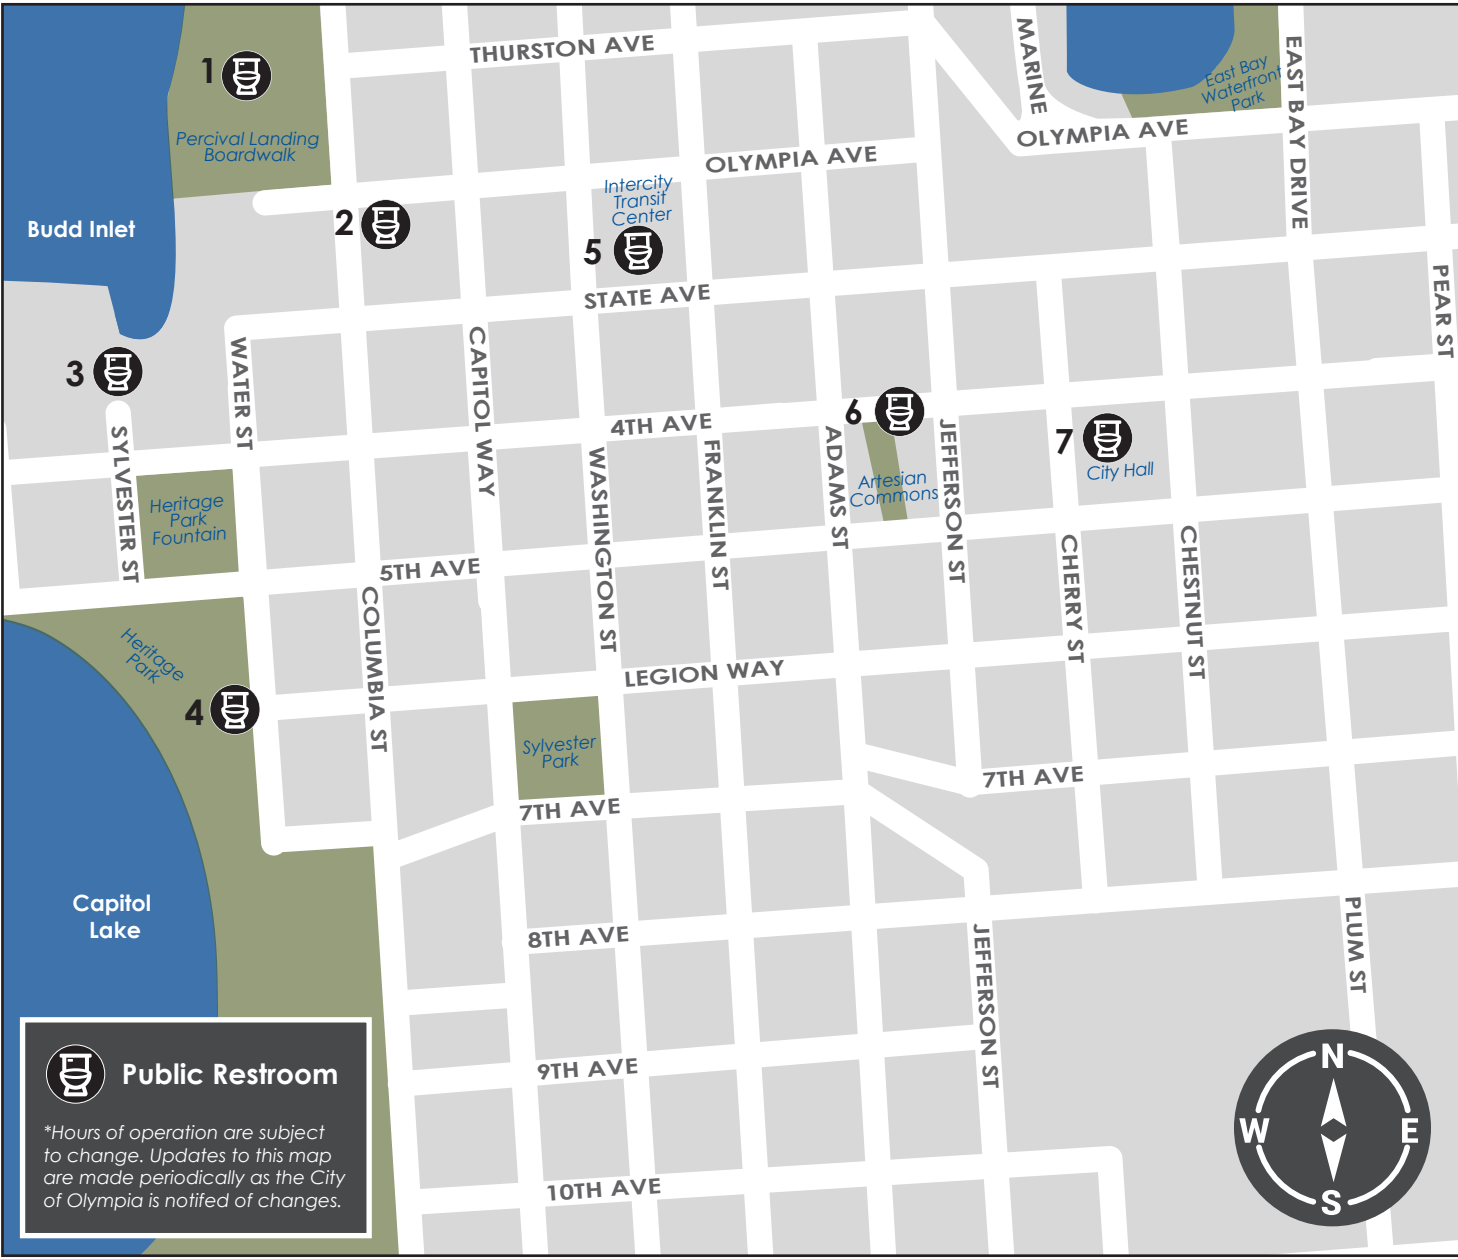 THURSTON AVE
MARINE
EAST BAY DRIVE
East Bay
Waterfront
Park
1
Percival Landing
Boardwalk
OLYMPIA AVE
OLYMPIA AVE
Budd Inlet
2
Intercity
Transit
Center
5
STATE AVE
PEAR ST
3
WATER ST
CAPITOL WAY
4TH AVE
6
7
City Hall
SYLVESTER ST
WASHINGTON ST
FRANKLIN ST
ADAMS ST
Artesian
Commons
JEFFERSON ST
Heritage
Park
Fountain
CHERRY ST
CHESTNUT ST
5TH AVE
COLUMBIA ST
Heritage
Park
4
LEGION WAY
Sylvester
Park
7TH AVE
7TH AVE
Capitol
Lake
8TH AVE
JEFFERSON ST
PLUM ST
9TH AVE
10TH AVE
Public Restroom
*Hours of operation are subject
to change. Updates to this map
are made periodically as the City
of Olympia is notifed of changes.
N
W
E
S